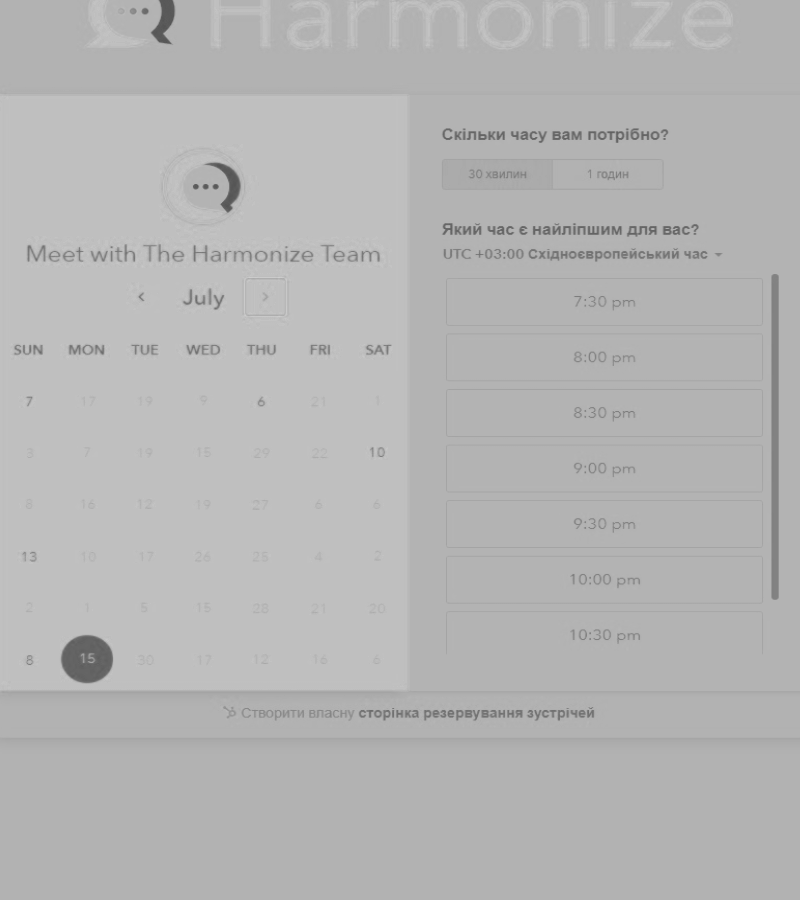 Harmonize
Meet with The Harmonize Team
July
SUN MON TUE WED THU FRI SAT
7 17 19 9 6 21 1
3 7 19 15 29 22 10
8 16 12 19 27 6 6
13 10 17 26 25 4 2
2 1 5 15 28 21 20
8 15 30 17 12 16 6
Скільки часу вам потрібно?
30 хвилин 1 годин
Який час є найліпшим для вас?
UTC +03:00 Східноєвропейський час
7:30 pm
8:00 pm
8:30 pm
9:00 pm
9:30 pm
10:00 pm
10:30 pm
Створити власну сторінка резервування зустрічей